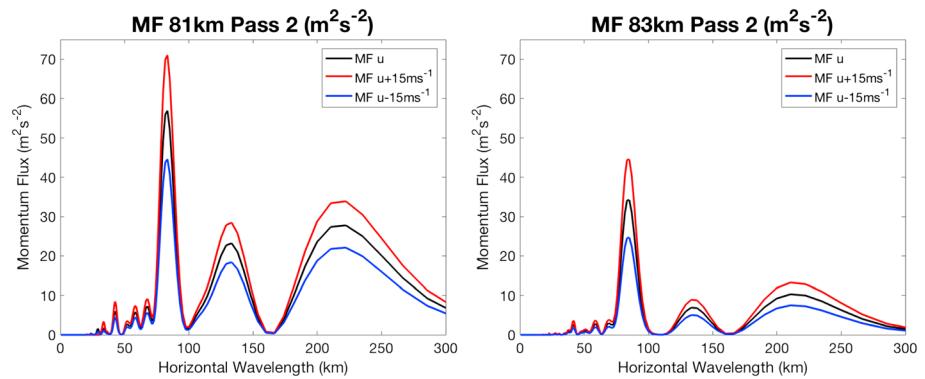 MF 81km Pass 2 (m²s⁻²)
Momentum Flux (m²s⁻²)
70
60
50
40
30
20
10
0
MF u
MF u+15ms⁻¹
MF u-15ms⁻¹
0 50 100 150 200 250 300
Horizontal Wavelength (km)
MF 83km Pass 2 (m²s⁻²)
Momentum Flux (m²s⁻²)
70
60
50
40
30
20
10
0
MF u
MF u+15ms⁻¹
MF u-15ms⁻¹
0 50 100 150 200 250 300
Horizontal Wavelength (km)